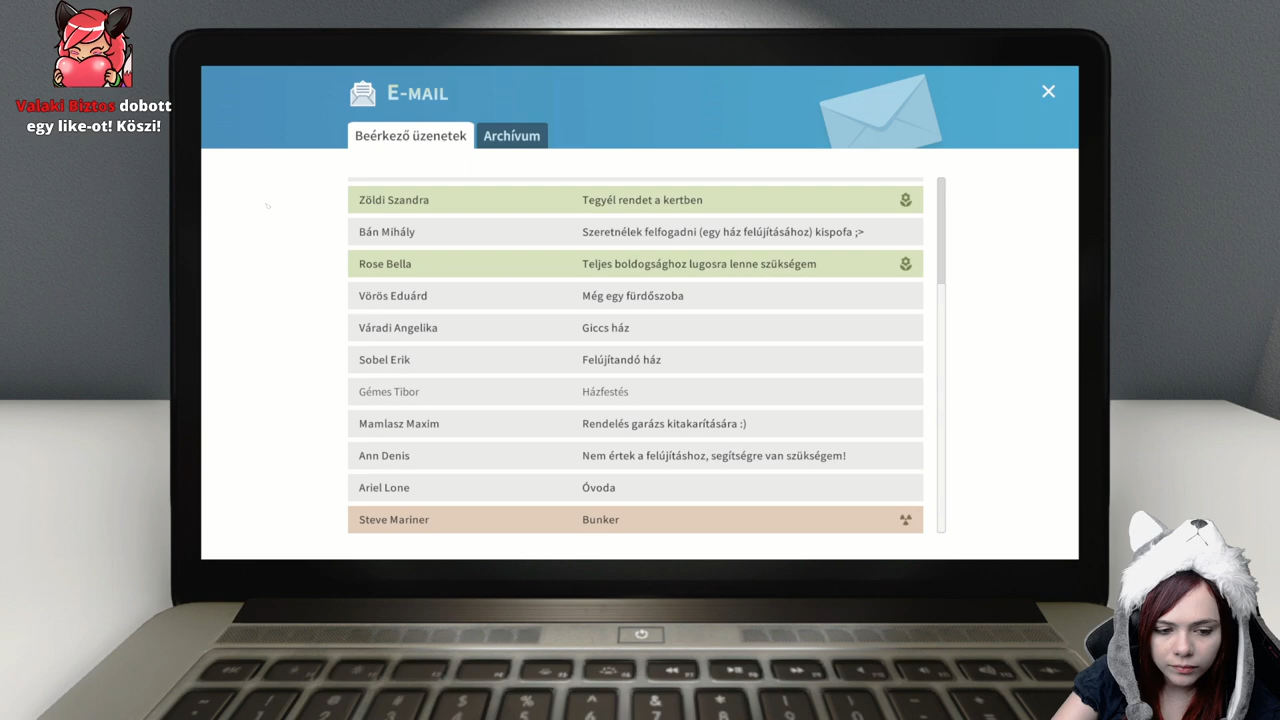 Valaki Biztos dobott
egy like-ot! Köszi!
E-MAIL
Beérkező üzenetek
Archívum
Zöldi Szandra Tegyél rendet a kertben
Bán Mihály Szeretnélek felfogadni (egy ház felújításához) kispofa ;>
Rose Bella Teljes boldogsághoz lugosra lenne szükségem
Vörös Eduárd Még egy fürdőszoba
Váradi Angelika Giccs ház
Sobel Erik Felújítandó ház
Gémes Tibor Házfestés
Mamlasz Maxim Rendelés garázs kitakarítására :)
Ann Denis Nem értek a felújításhoz, segítségre van szükségem!
Ariel Lone Óvoda
Steve Mariner Bunker